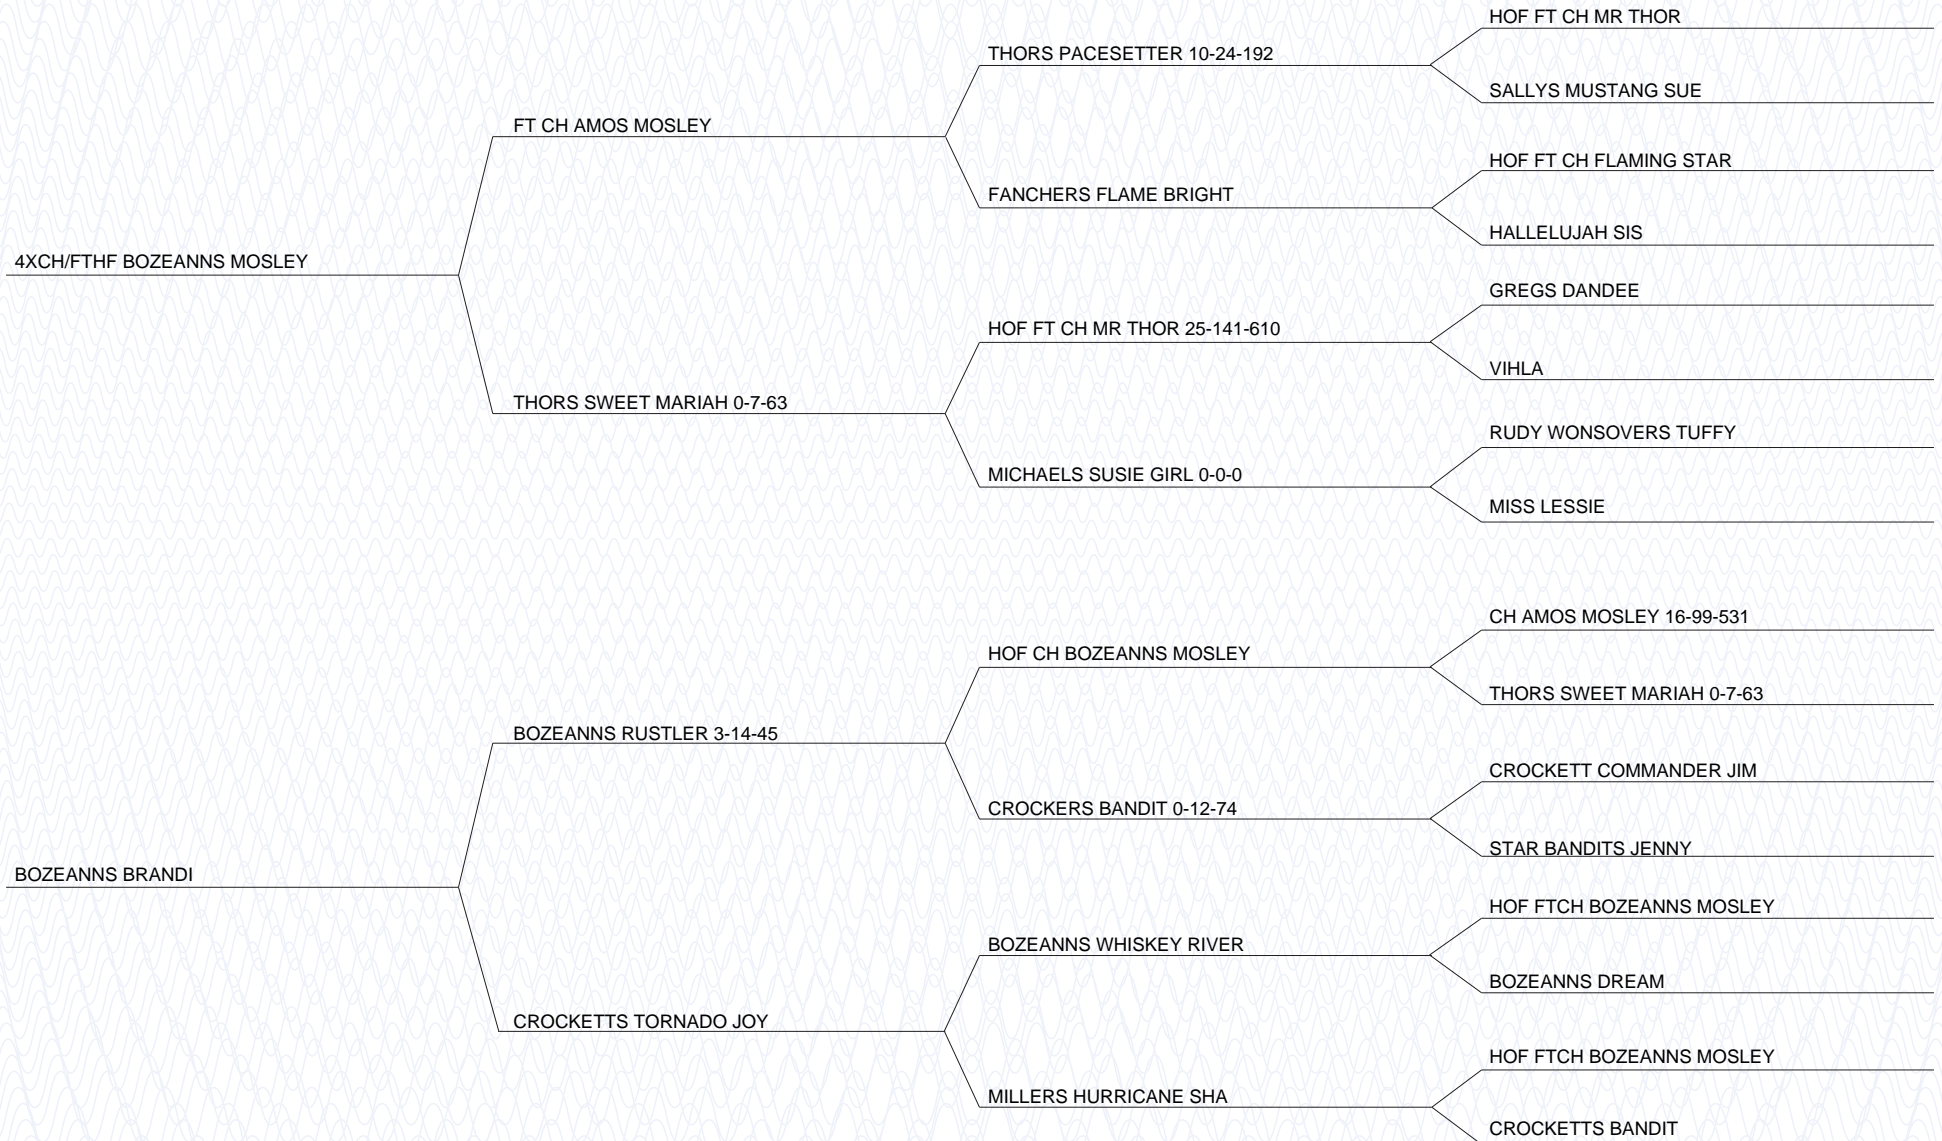 HOF FT CH MR THOR
THORS PACESETTER 10-24-192
SALLYS MUSTANG SUE
FT CH AMOS MOSLEY
HOF FT CH FLAMING STAR
FANCHERS FLAME BRIGHT
HALLELUJAH SIS
4XCH/FTHF BOZEANNS MOSLEY
GREGS DANDEE
HOF FT CH MR THOR 25-141-610
VIHLA
THORS SWEET MARIAH 0-7-63
RUDY WONSOVERS TUFFY
MICHAELS SUSIE GIRL 0-0-0
MISS LESSIE
CH AMOS MOSLEY 16-99-531
HOF CH BOZEANNS MOSLEY
THORS SWEET MARIAH 0-7-63
BOZEANNS RUSTLER 3-14-45
CROCKETT COMMANDER JIM
CROCKERS BANDIT 0-12-74
STAR BANDITS JENNY
BOZEANNS BRANDI
HOF FTCH BOZEANNS MOSLEY
BOZEANNS WHISKEY RIVER
BOZEANNS DREAM
CROCKETTS TORNADO JOY
HOF FTCH BOZEANNS MOSLEY
MILLERS HURRICANE SHA
CROCKETTS BANDIT